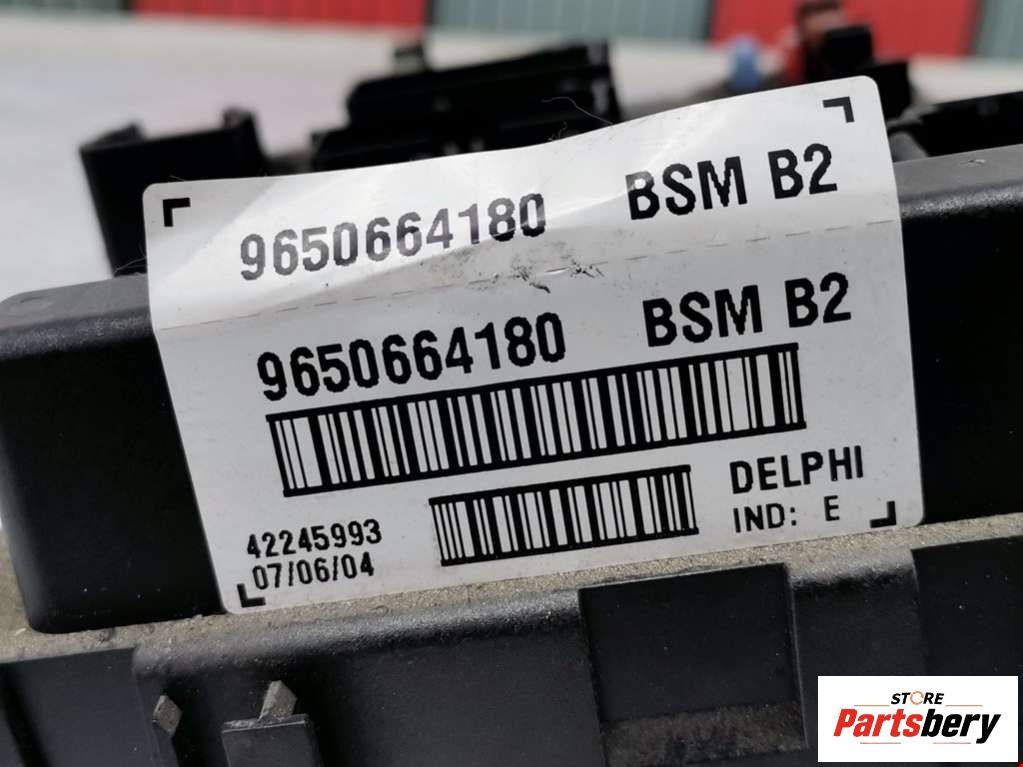 9650664180 BSM B2
9650664180 BSM B2
DELPHI
42245993
IND: E
07/06/04
STORE
Partsbery